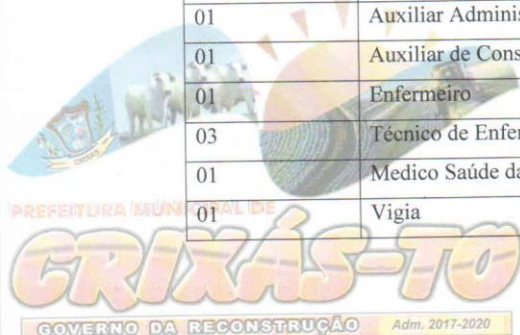 01 Auxiliar Adminis
01 Auxiliar de Cons
01 Enfermeiro
03 Técnico de Enfer
01 Medico Saúde da
01 Vigia
CRIXÁS
PREFEITURA MUNICIPAL DE
CRIXÁS-TO
GOVERNO DA RECONSTRUÇÃO Adm. 2017-2020